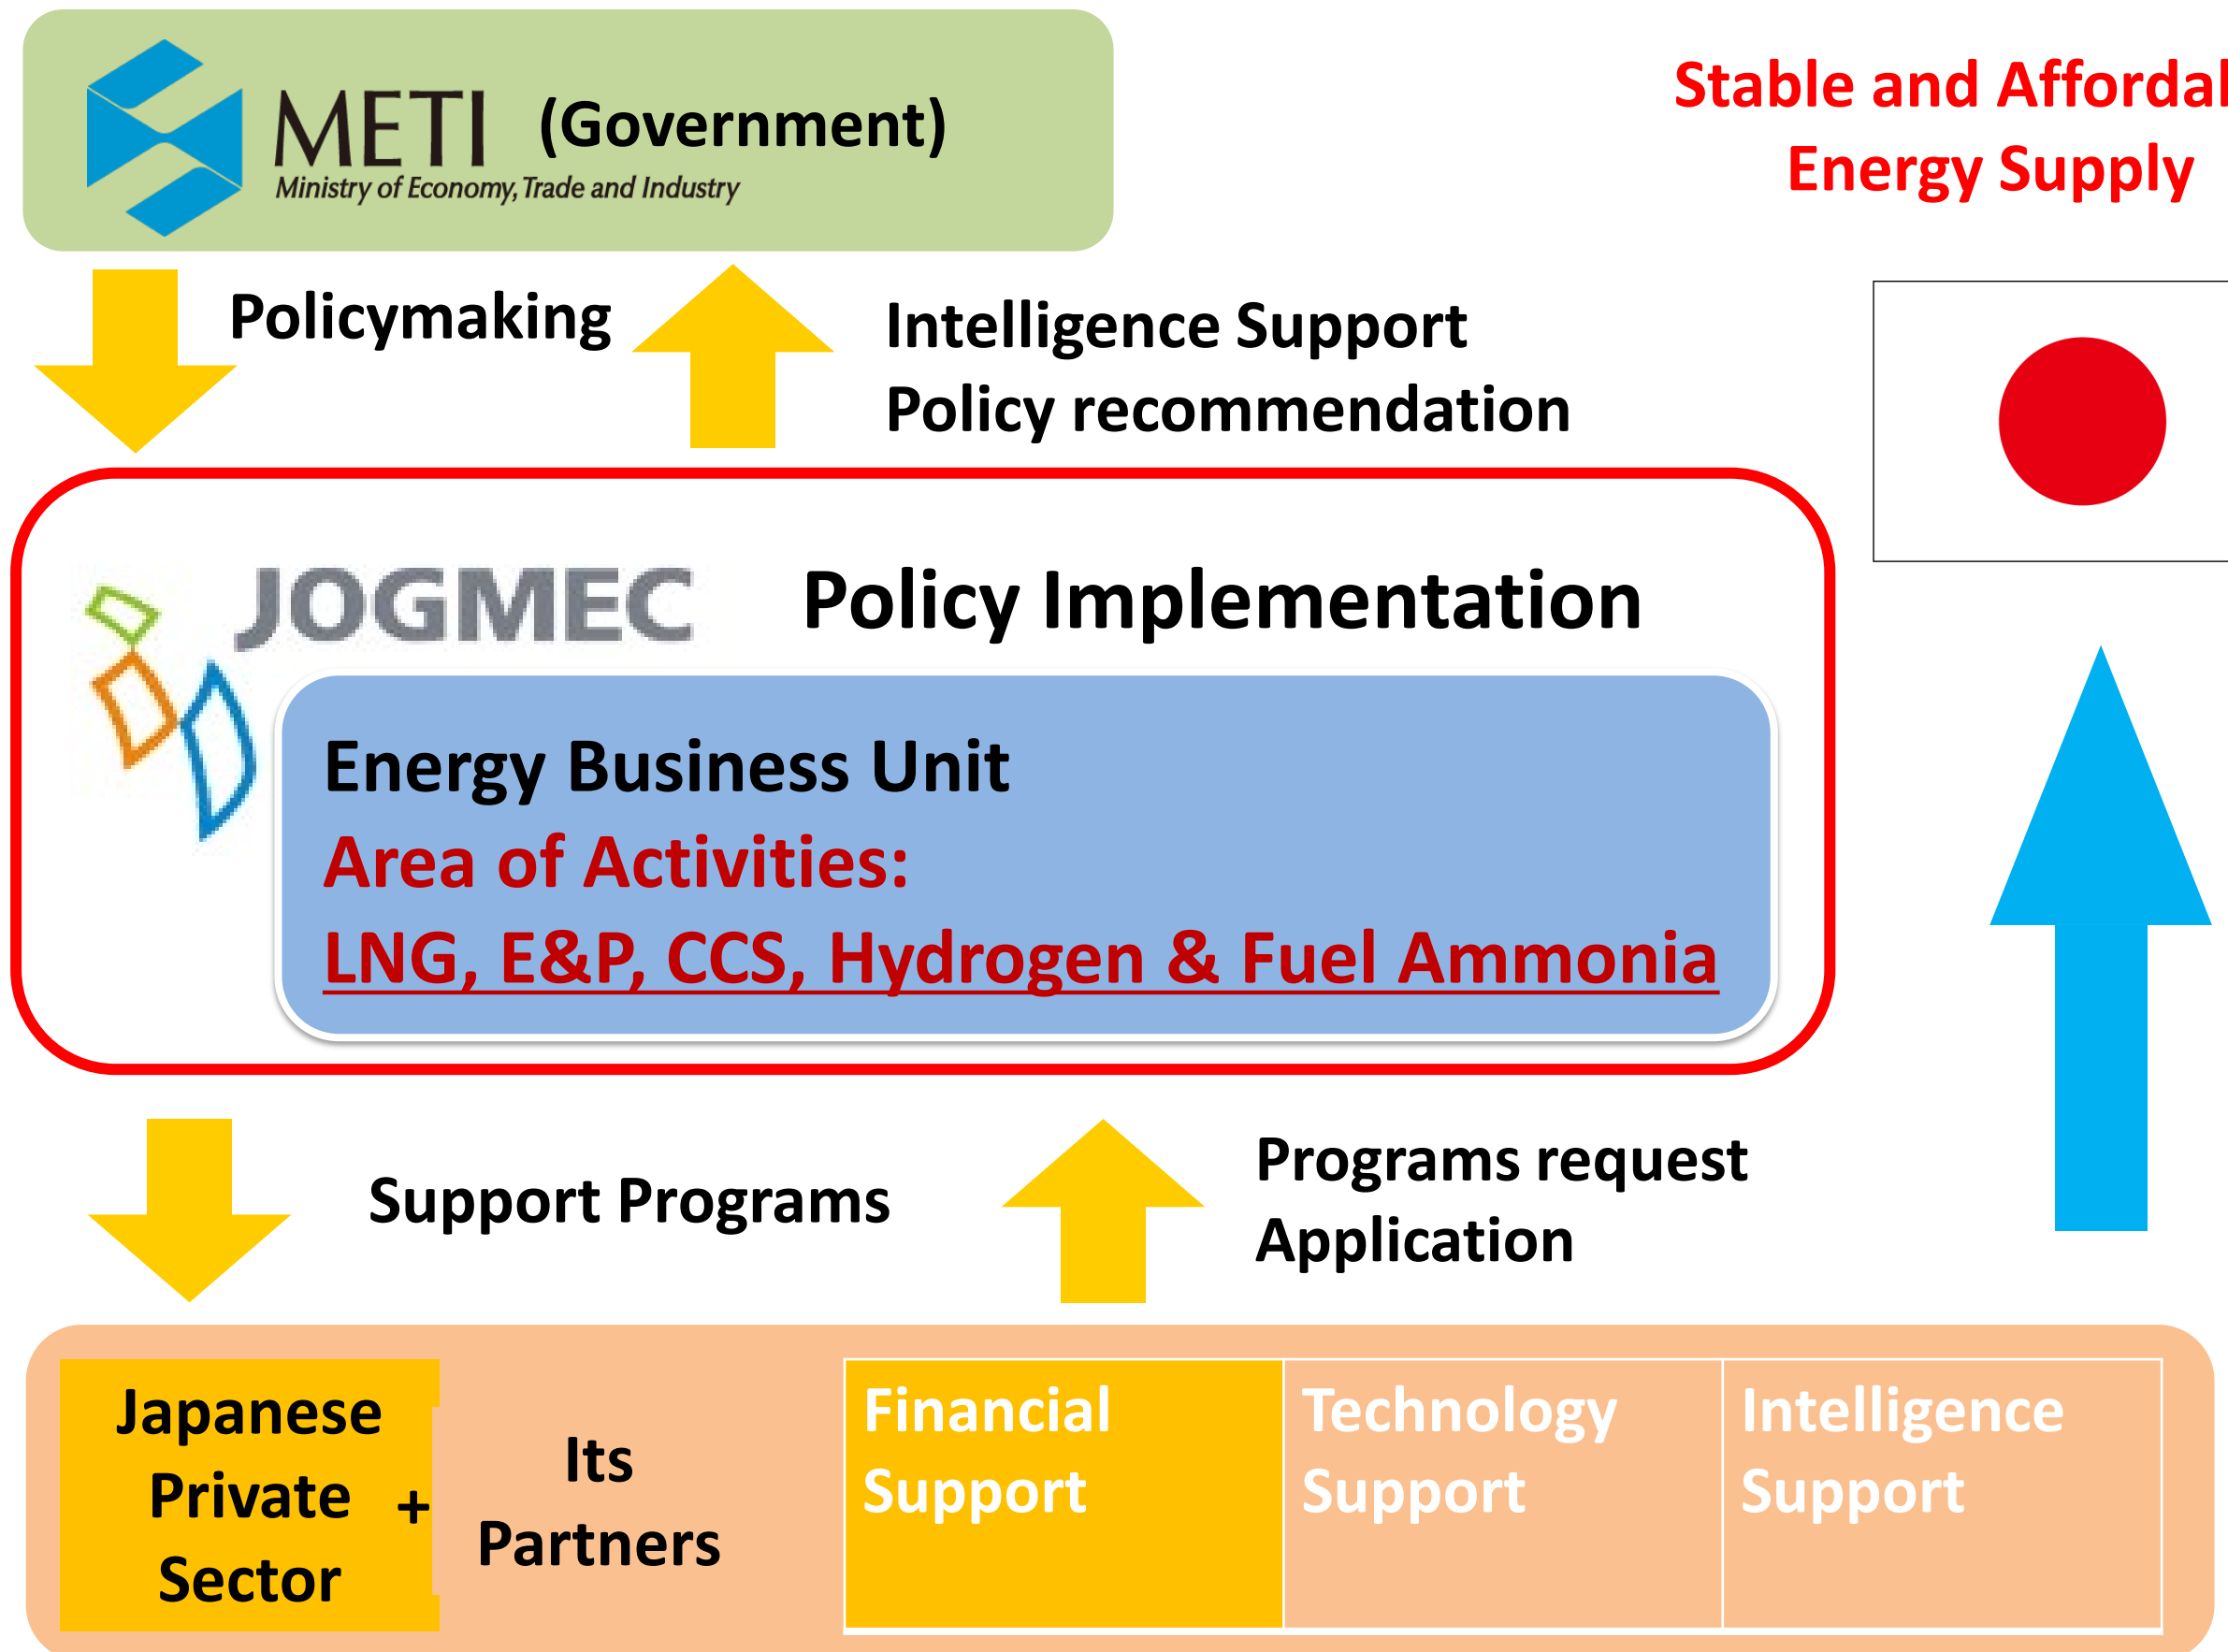 METI (Government)
Ministry of Economy, Trade and Industry
Stable and
Energy Supply
Policymaking
Intelligence Support
Policy recommendation
JOGMEC
Policy Implementation
Energy Business Unit
Area of Activities:
LNG, E&P, CCS, Hydrogen & Fuel Ammonia
Support Programs
Programs request
Application
Japanese
Private +
Sector
Its
Partners
Financial
Support
Technology
Support
Intelligence
Support